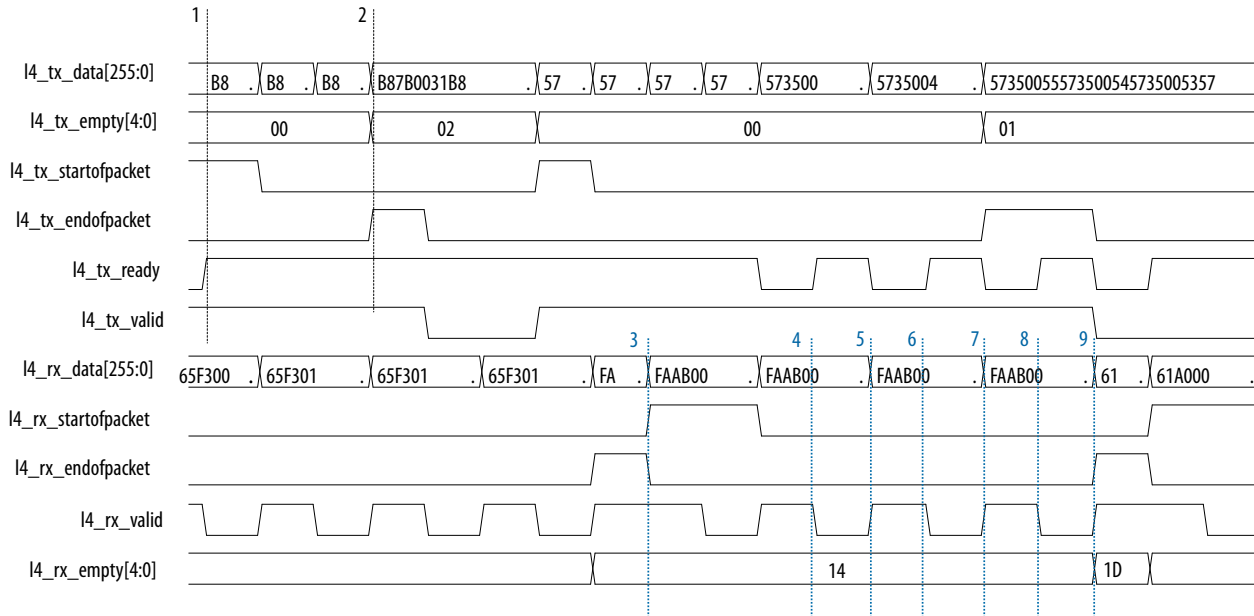 1 2
l4_tx_data[255:0] B8 . B8 . B8 . B87B0031B8 . 57 . 57 . 57 . 57 . 573500 . 5735004 . 573500555735005457350053​57
l4_tx_empty[4:0] 00 02 00 01
l4_tx_startofpacket
l4_tx_endofpacket
l4_tx_ready
l4_tx_valid
3 4 5 6 7 8 9
l4_rx_data[255:0] 65F300 . 65F301 . 65F301 . 65F301 . FA . FAAB00 . FAAB00 . FAAB00 . FAAB00 . 61 . 61A000 .
l4_rx_startofpacket
l4_rx_endofpacket
l4_rx_valid
l4_rx_empty[4:0] 14 1D